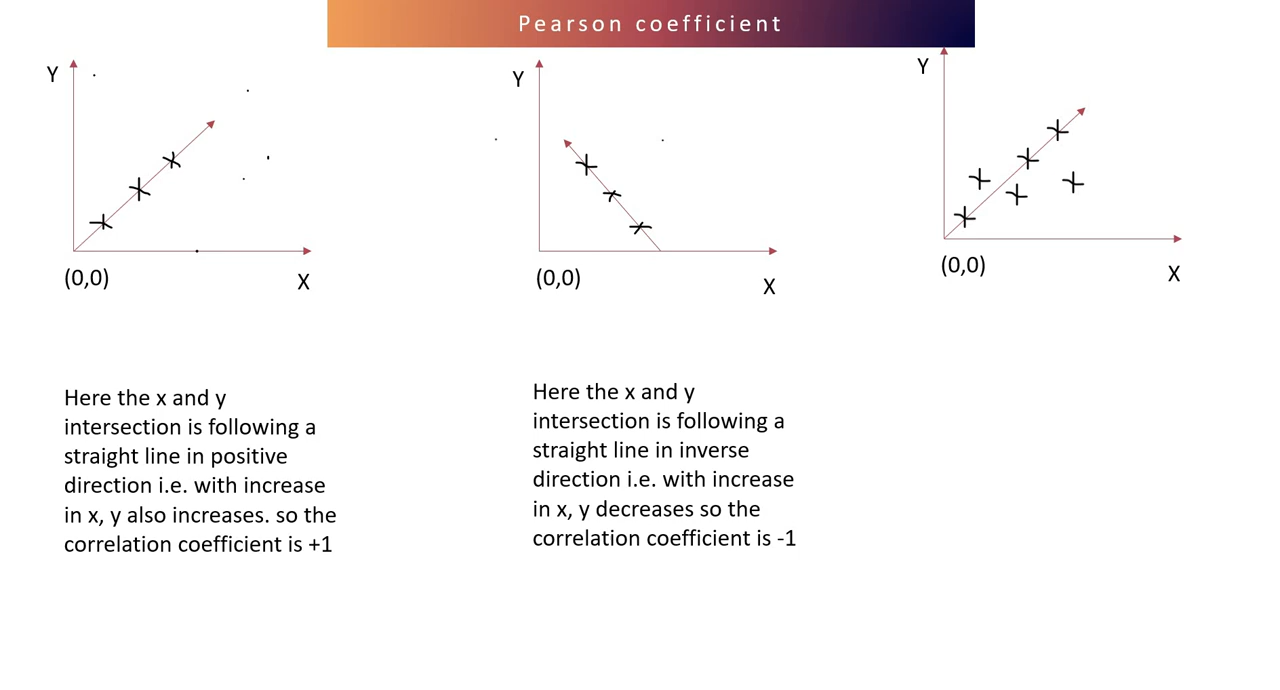 Pearson coefficient
Y
(0,0)
X
Y
(0,0)
X
Y
(0,0)
X
Here the x and y
intersection is following a
straight line in positive
direction i.e. with increase
in x, y also increases. so the
correlation coefficient is +1
Here the x and y
intersection is following a
straight line in inverse
direction i.e. with increase
in x, y decreases so the
correlation coefficient is -1